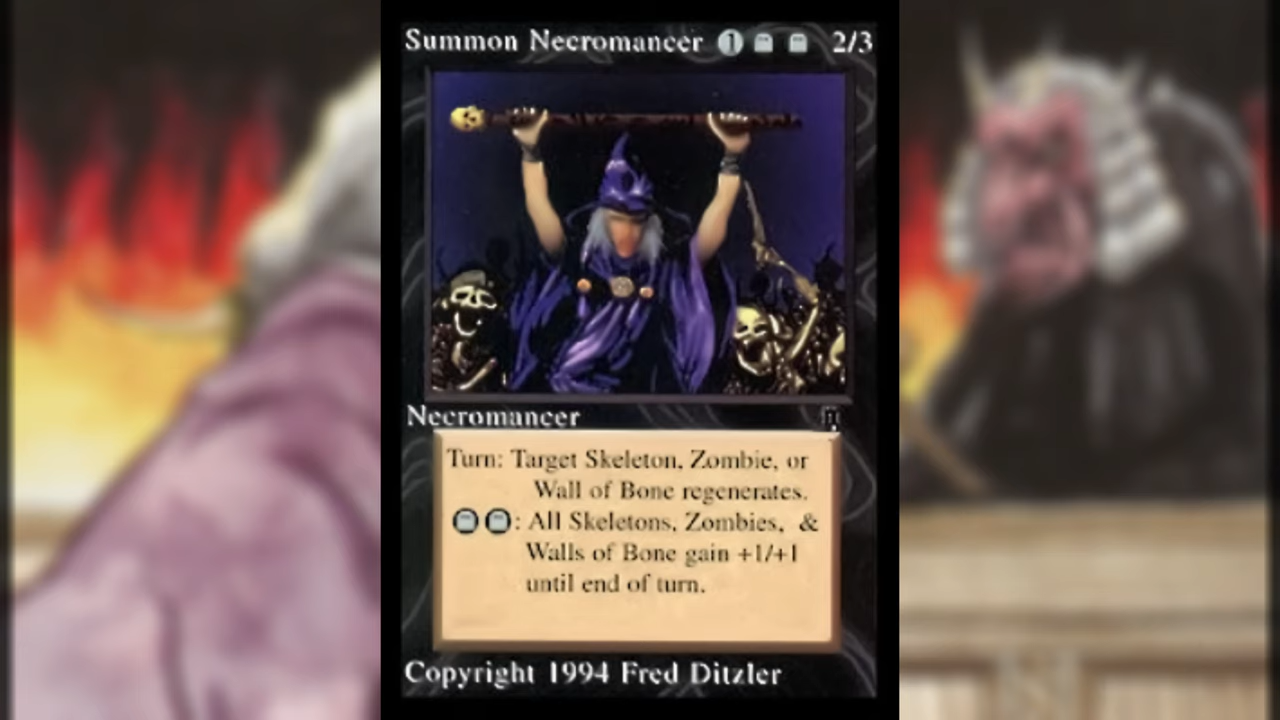 Summon Necromancer 1 2/3
Necromancer
Turn: Target Skeleton, Zombie, or
Wall of Bone regenerates.
: All Skeletons, Zombies, &
Walls of Bone gain +1/+1
until end of turn.
Copyright 1994 Fred Ditzler